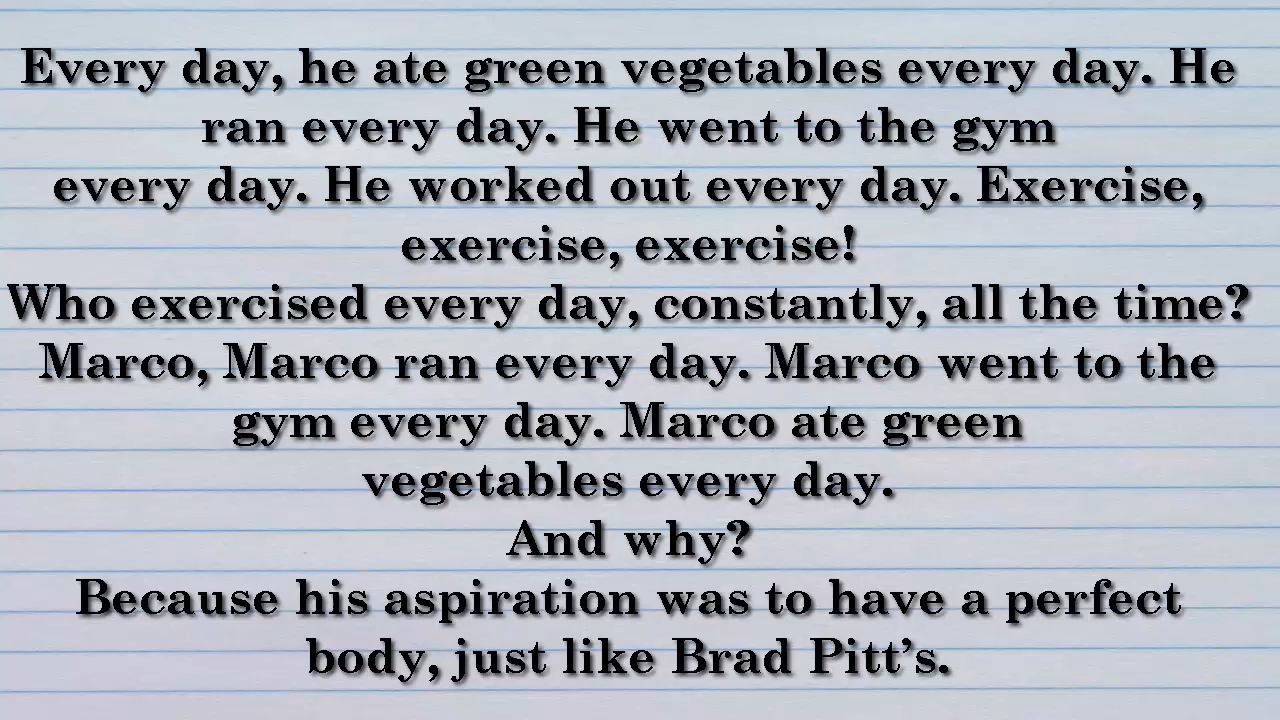 Every day, he ate green vegetables every day. He
ran every day. He went to the gym
every day. He worked out every day. Exercise,
exercise, exercise!
Who exercised every day, constantly, all the time?
Marco, Marco ran every day. Marco went to the
gym every day. Marco ate green
vegetables every day.
And why?
Because his aspiration was to have a perfect
body, just like Brad Pitt’s.